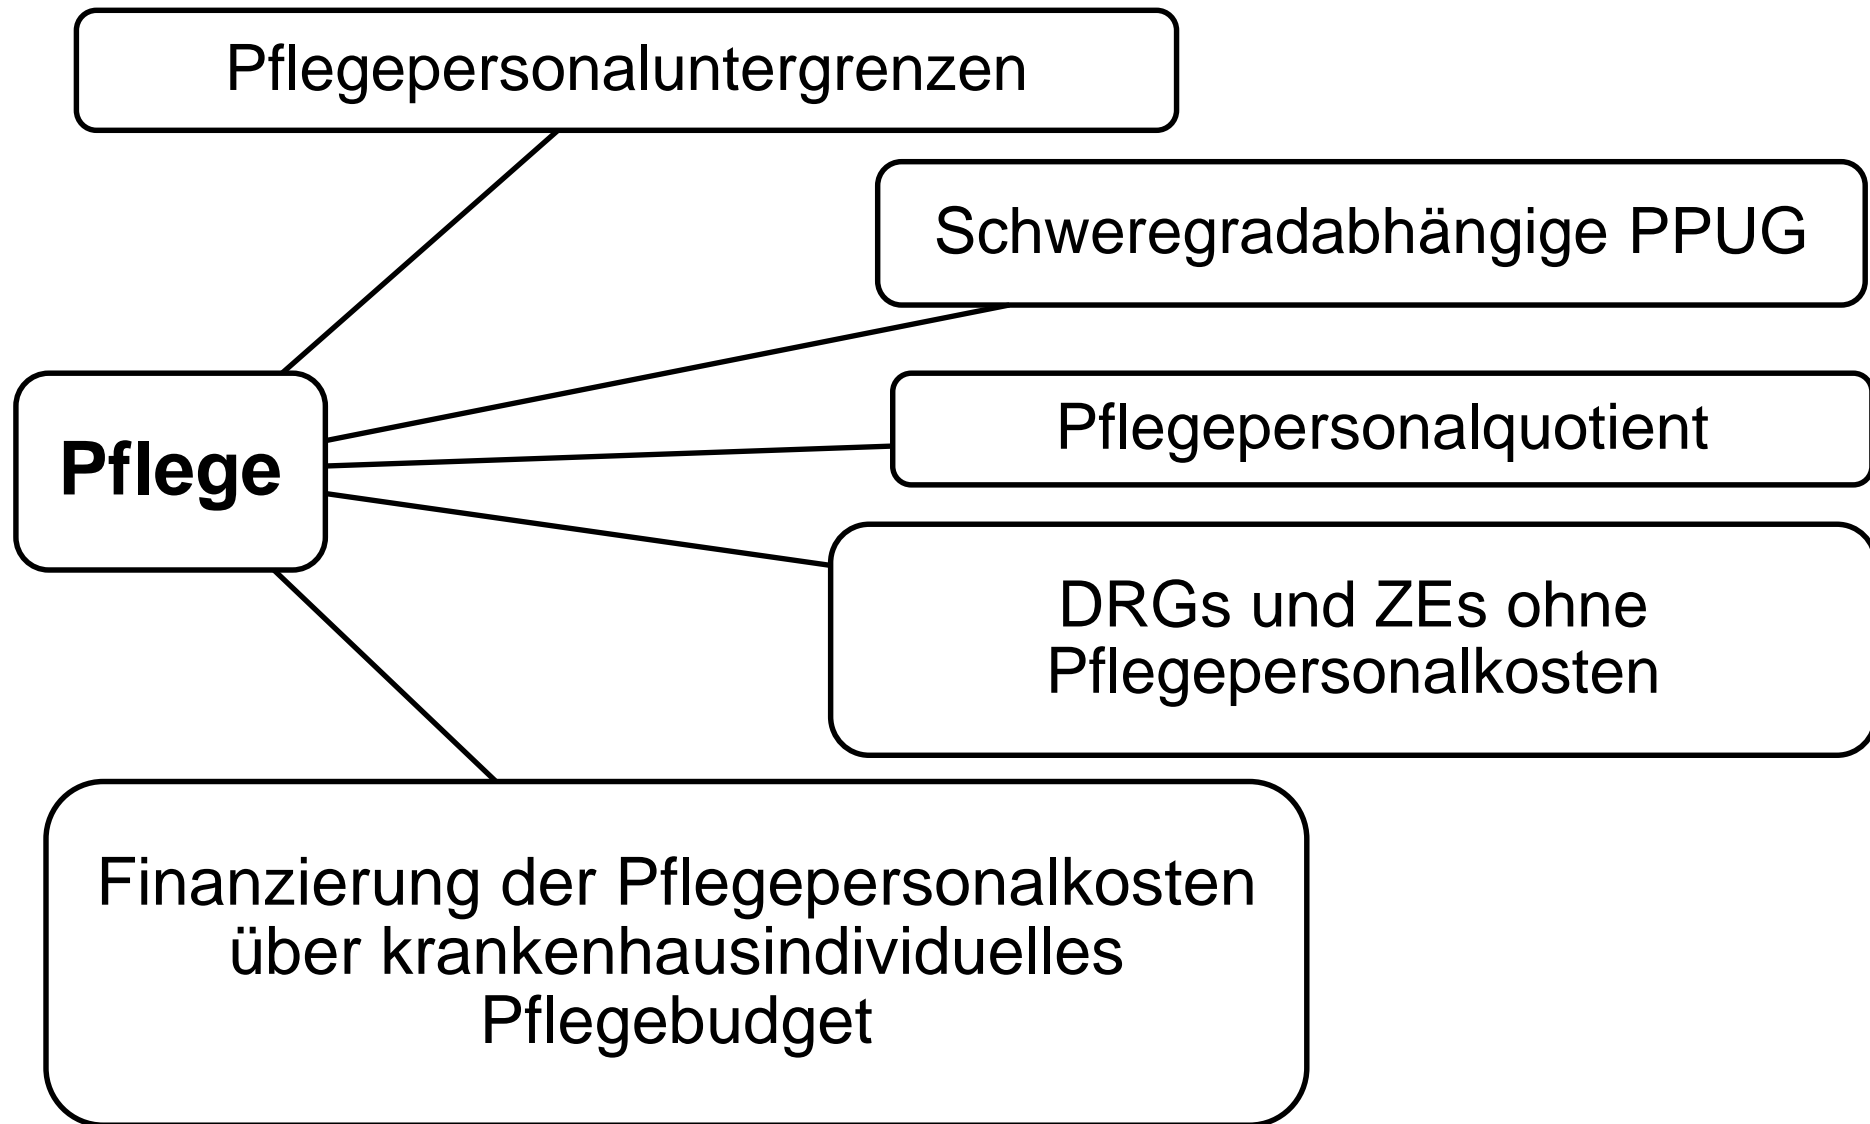 Pflegepersonaluntergrenzen
Schweregradabhängige PPUG
Pflegepersonalquotient
Pflege
DRGs und ZEs ohne
Pflegepersonalkosten
Finanzierung der Pflegepersonalkosten
über krankenhausindividuelles
Pflegebudget